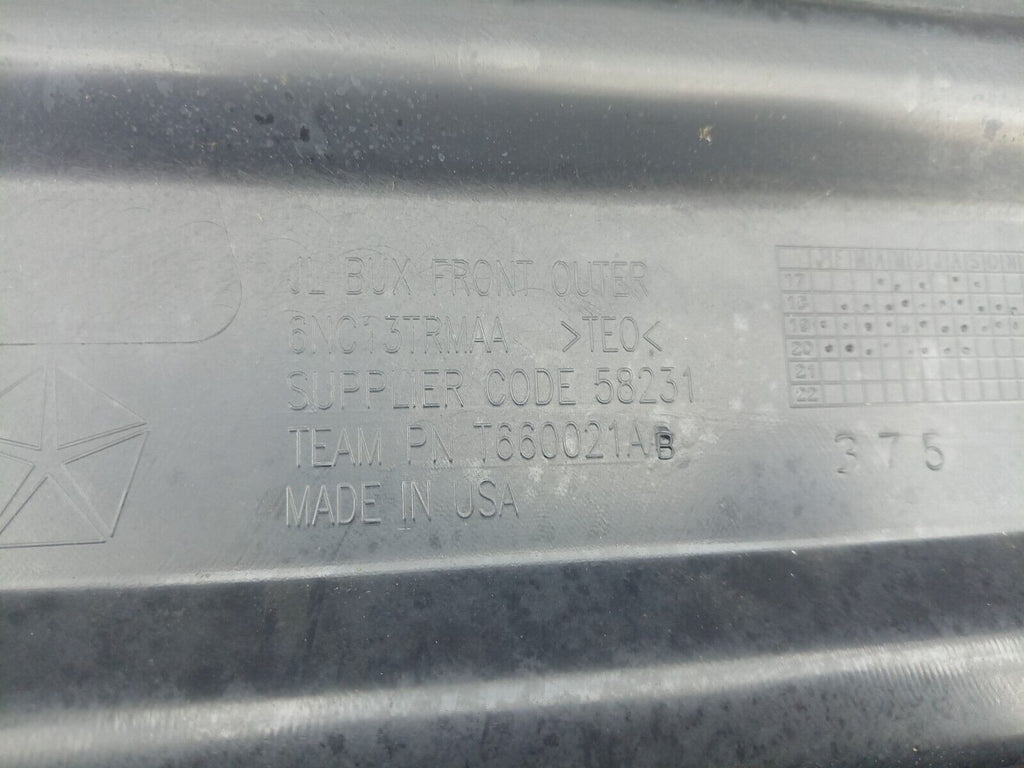 JL BUX FRONT OUTER
6NC13TRMAA >TEO<
SUPPLIER CODE 58231
TEAM PN T660021AB
MADE IN USA
J F M A M J J A S O N
17
18
19
20
21
22
375